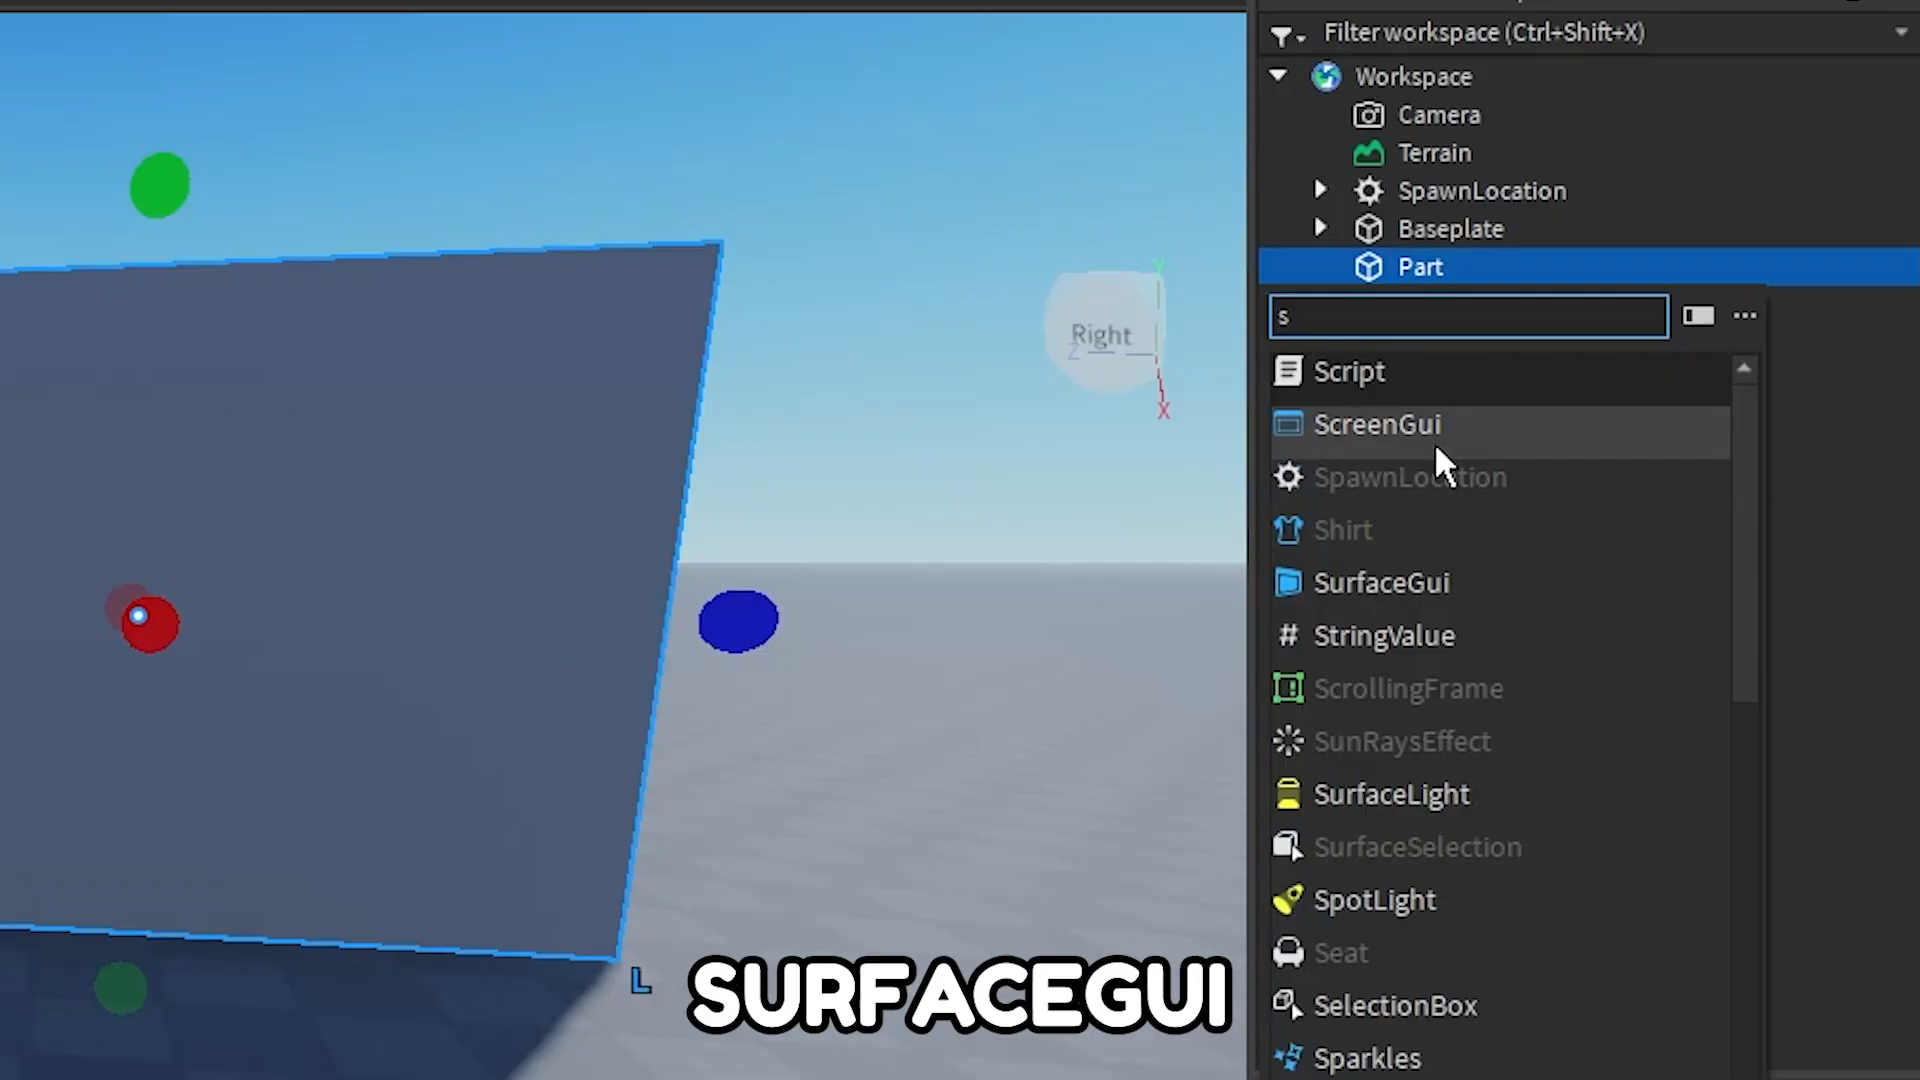 Filter workspace (Ctrl+Shift+X)
Workspace
Camera
Terrain
SpawnLocation
Baseplate
Part
s
Script
ScreenGui
SpawnLocation
Shirt
SurfaceGui
StringValue
ScrollingFrame
SunRaysEffect
SurfaceLight
SurfaceSelection
SpotLight
Seat
SelectionBox
Sparkles
Y
Right
Z
X
L
SURFACEGUI